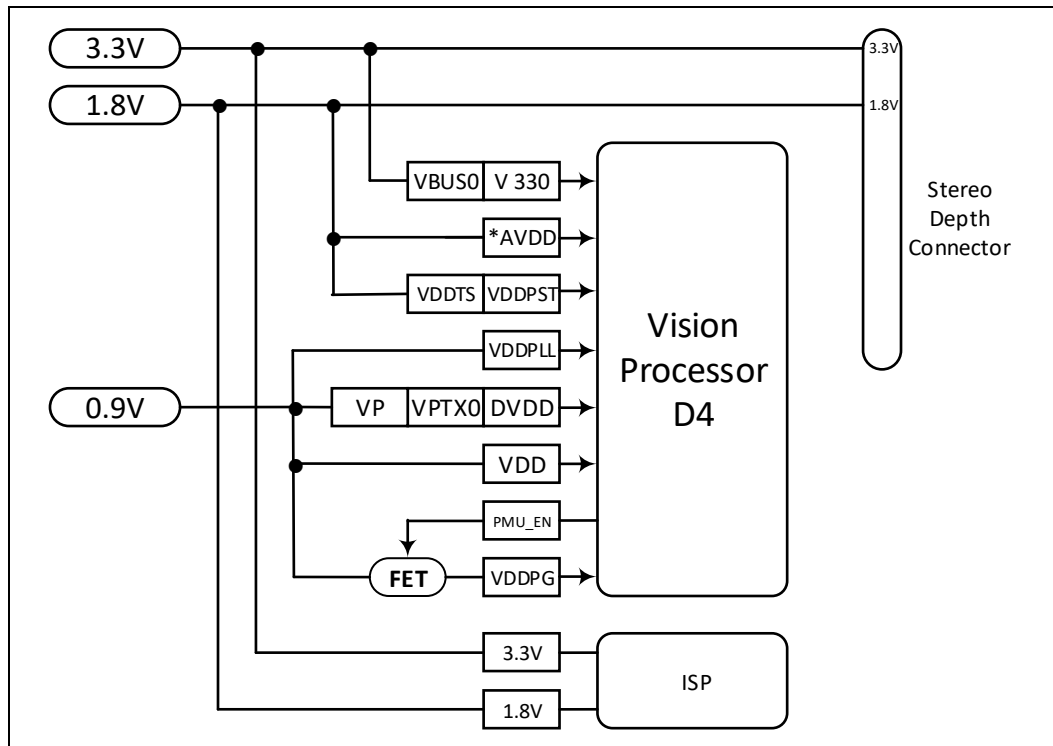 3.3V
3.3V
1.8V
1.8V
VBUS0 V 330
*AVDD
VDDTS VDDPST
VDDPLL
0.9V
VP VPTX0 DVDD
VDD
PMU_EN
FET
VDDPG
Vision
Processor
D4
Stereo
Depth
Connector
3.3V
1.8V
ISP